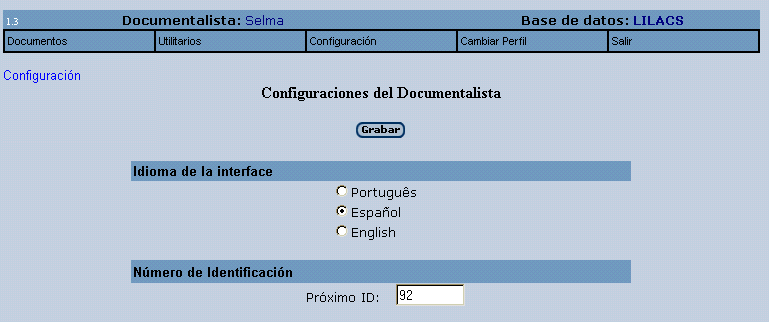 1.3 Documentalista: Selma Base de datos: LILACS
Documentos Utilitarios Configuración Cambiar Perfil Salir
Configuración
Configuraciones del Documentalista
Grabar
Idioma de la interface
Português
Español
English
Número de Identificación
Próximo ID: 92